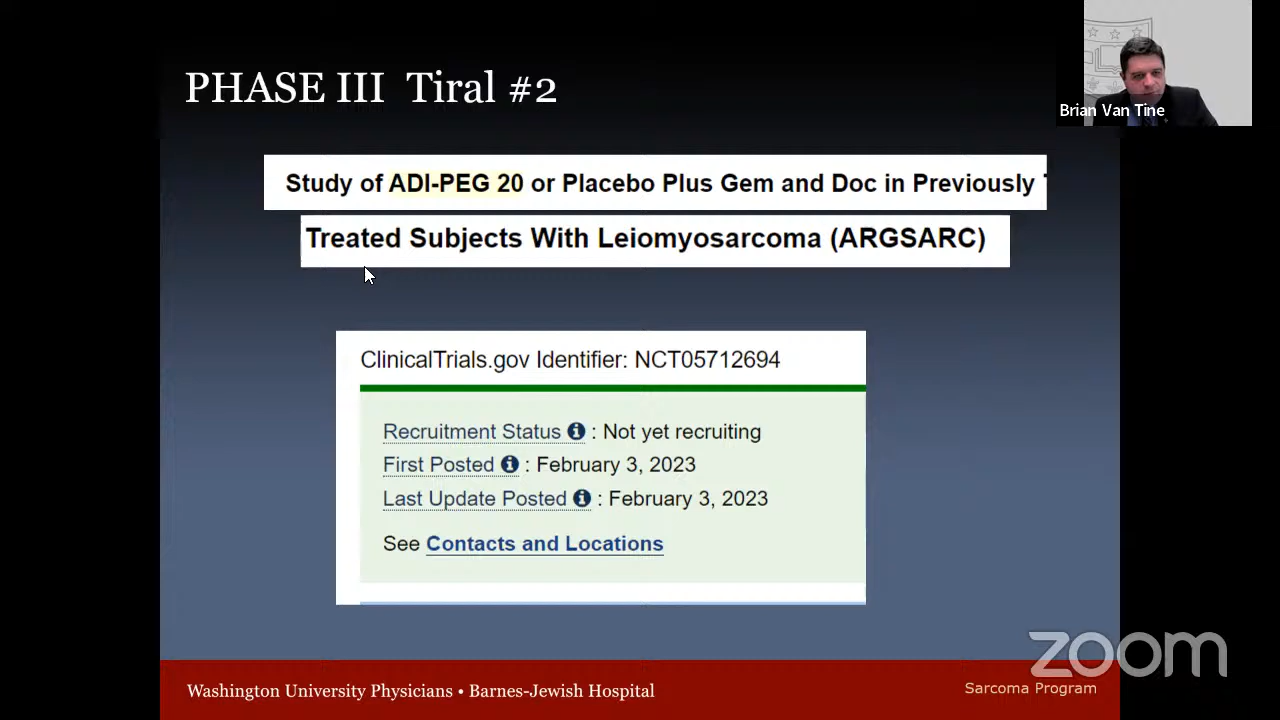 PHASE III Tiral #2
Brian Van Tine
Study of ADI-PEG 20 or Placebo Plus Gem and Doc in Previously
Treated Subjects With Leiomyosarcoma (ARGSARC)
ClinicalTrials.gov Identifier: NCT05712694
Recruitment Status : Not yet recruiting
First Posted : February 3, 2023
Last Update Posted : February 3, 2023
See Contacts and Locations
zoom
Washington University Physicians • Barnes-Jewish Hospital
Sarcoma Program